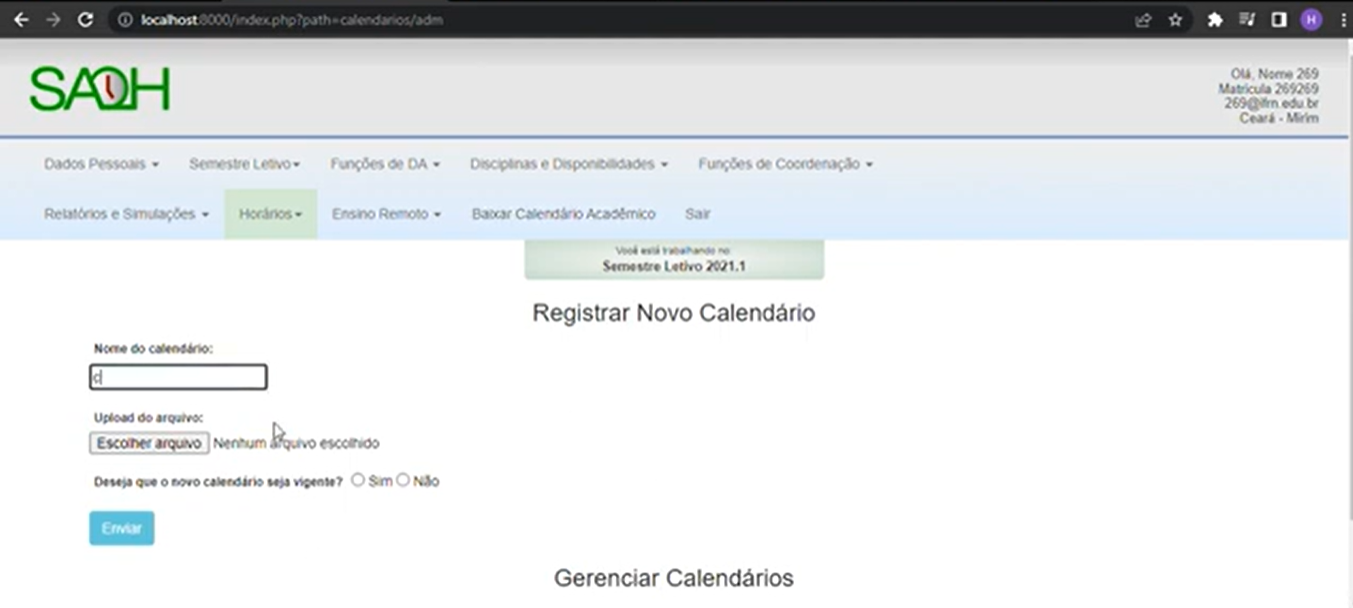 localhost:8000/index.php?path=calendarios/adm
H
SAQH
Olá, Nome 269
Matrícula 269269
269@ifrn.edu.br
Ceará - Mirim
Dados Pessoais Semestre Letivo Funções de DA Disciplinas e Disponibilidades Funções de Coordenação
Relatórios e Simulações Horários Ensino Remoto Baixar Calendário Acadêmico Sair
Você está trabalhando no:
Semestre Letivo 2021.1
Registrar Novo Calendário
Nome do calendário:
d
Upload do arquivo:
Escolher arquivo Nenhum arquivo escolhido
Deseja que o novo calendário seja vigente? Sim Não
Enviar
Gerenciar Calendários